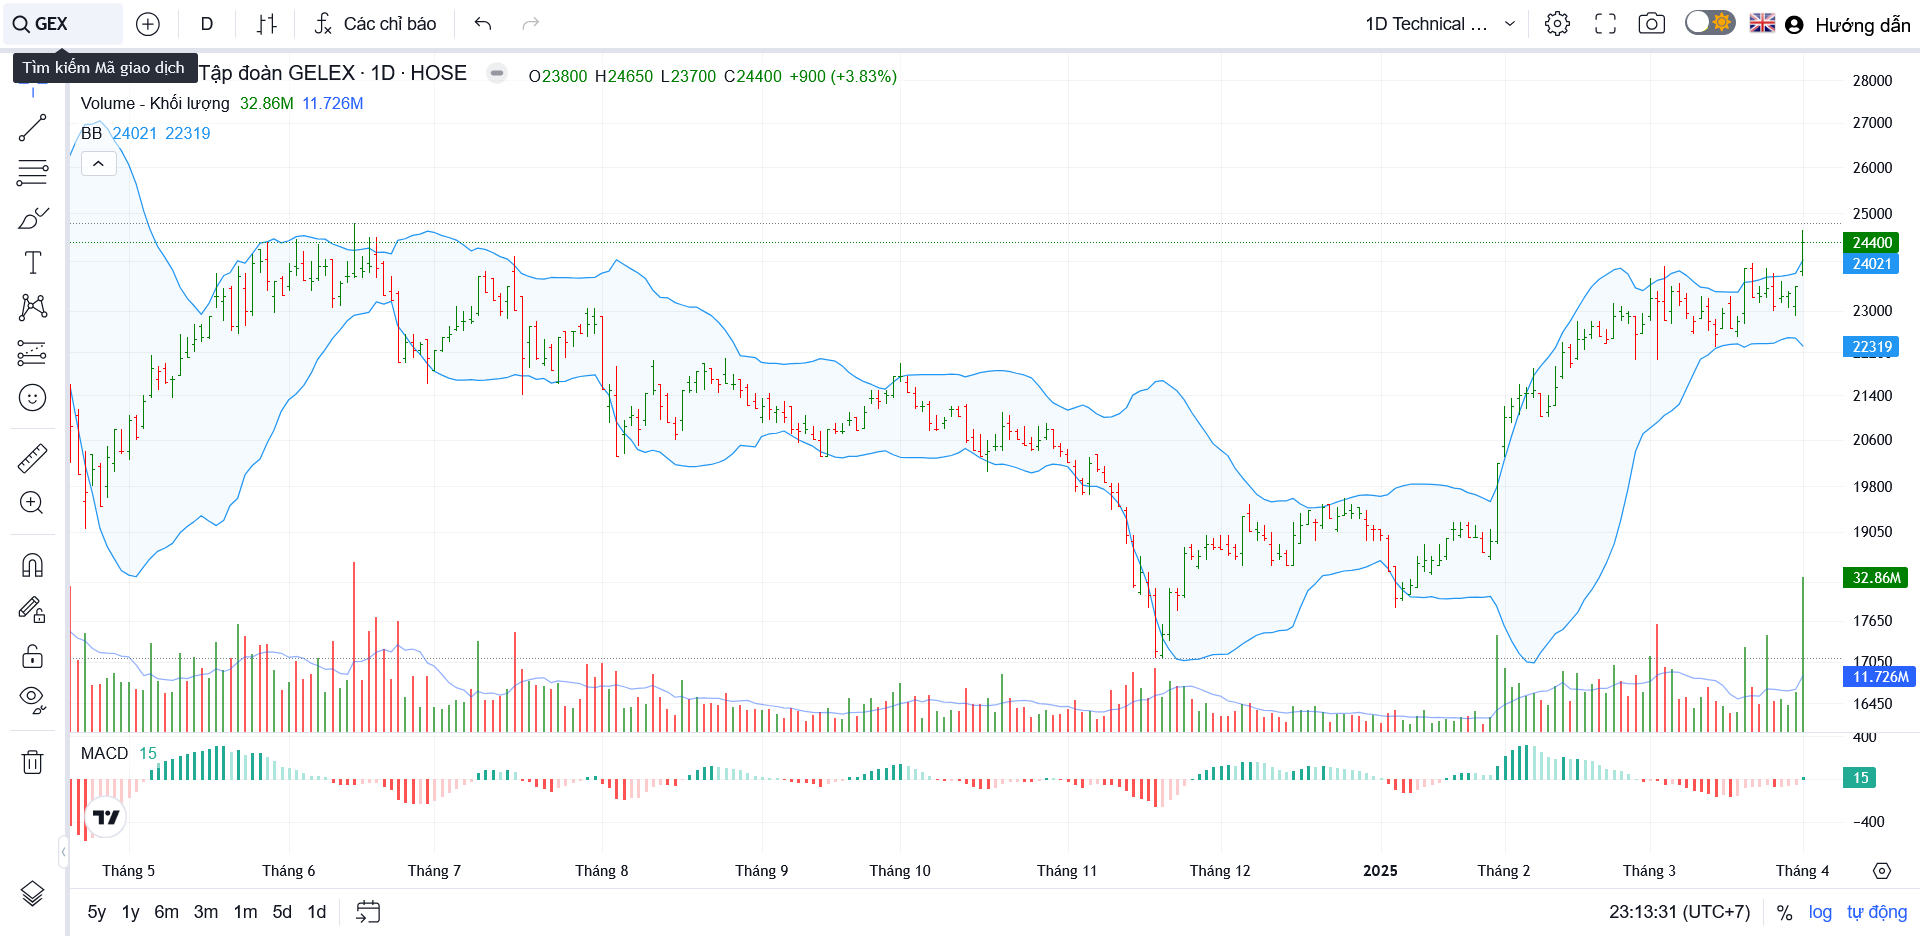 GEX
D
Các chỉ báo
1D Technical ...
Hướng dẫn
Tìm kiếm Mã giao dịch
Tập đoàn GELEX · 1D · HOSE
O23800 H24650 L23700 C24400 +900 (+3.83%)
Volume - Khối lượng 32.86M 11.726M
BB 24021 22319
28000
27000
26000
25000
24400
24021
23000
22319
21400
20600
19800
19050
32.86M
17650
17050
11.726M
16450
MACD 15
400
15
−400
Tháng 5
Tháng 6
Tháng 7
Tháng 8
Tháng 9
Tháng 10
Tháng 11
Tháng 12
2025
Tháng 2
Tháng 3
Tháng 4
5y 1y 6m 3m 1m 5d 1d
23:13:31 (UTC+7)
% log tự động